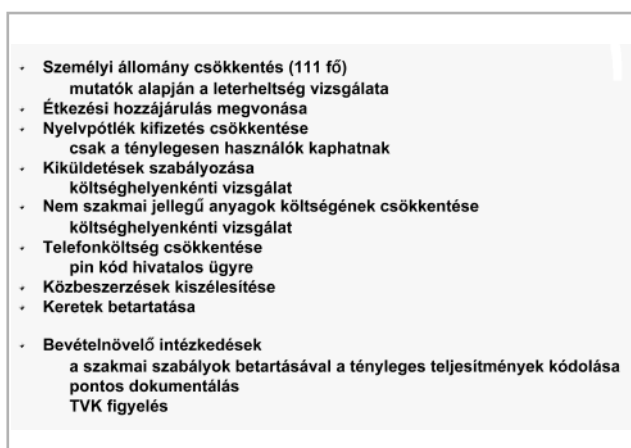 Személyi állomány csökkentés (111 fő)
mutatók alapján a leterheltség vizsgálata
Étkezési hozzájárulás megvonása
Nyelvpótlék kifizetés csökkentése
csak a ténylegesen használók kaphatnak
Kiküldetések szabályozása
költséghelyenkénti vizsgálat
Nem szakmai jellegű anyagok költségének csökkentése
költséghelyenkénti vizsgálat
Telefonköltség csökkentése
pin kód hivatalos ügyre
Közbeszerzések kiszélesítése
Keretek betartatása
Bevételnövelő intézkedések
a szakmai szabályok betartásával a tényleges teljesítmények kódolása
pontos dokumentálás
TVK figyelés